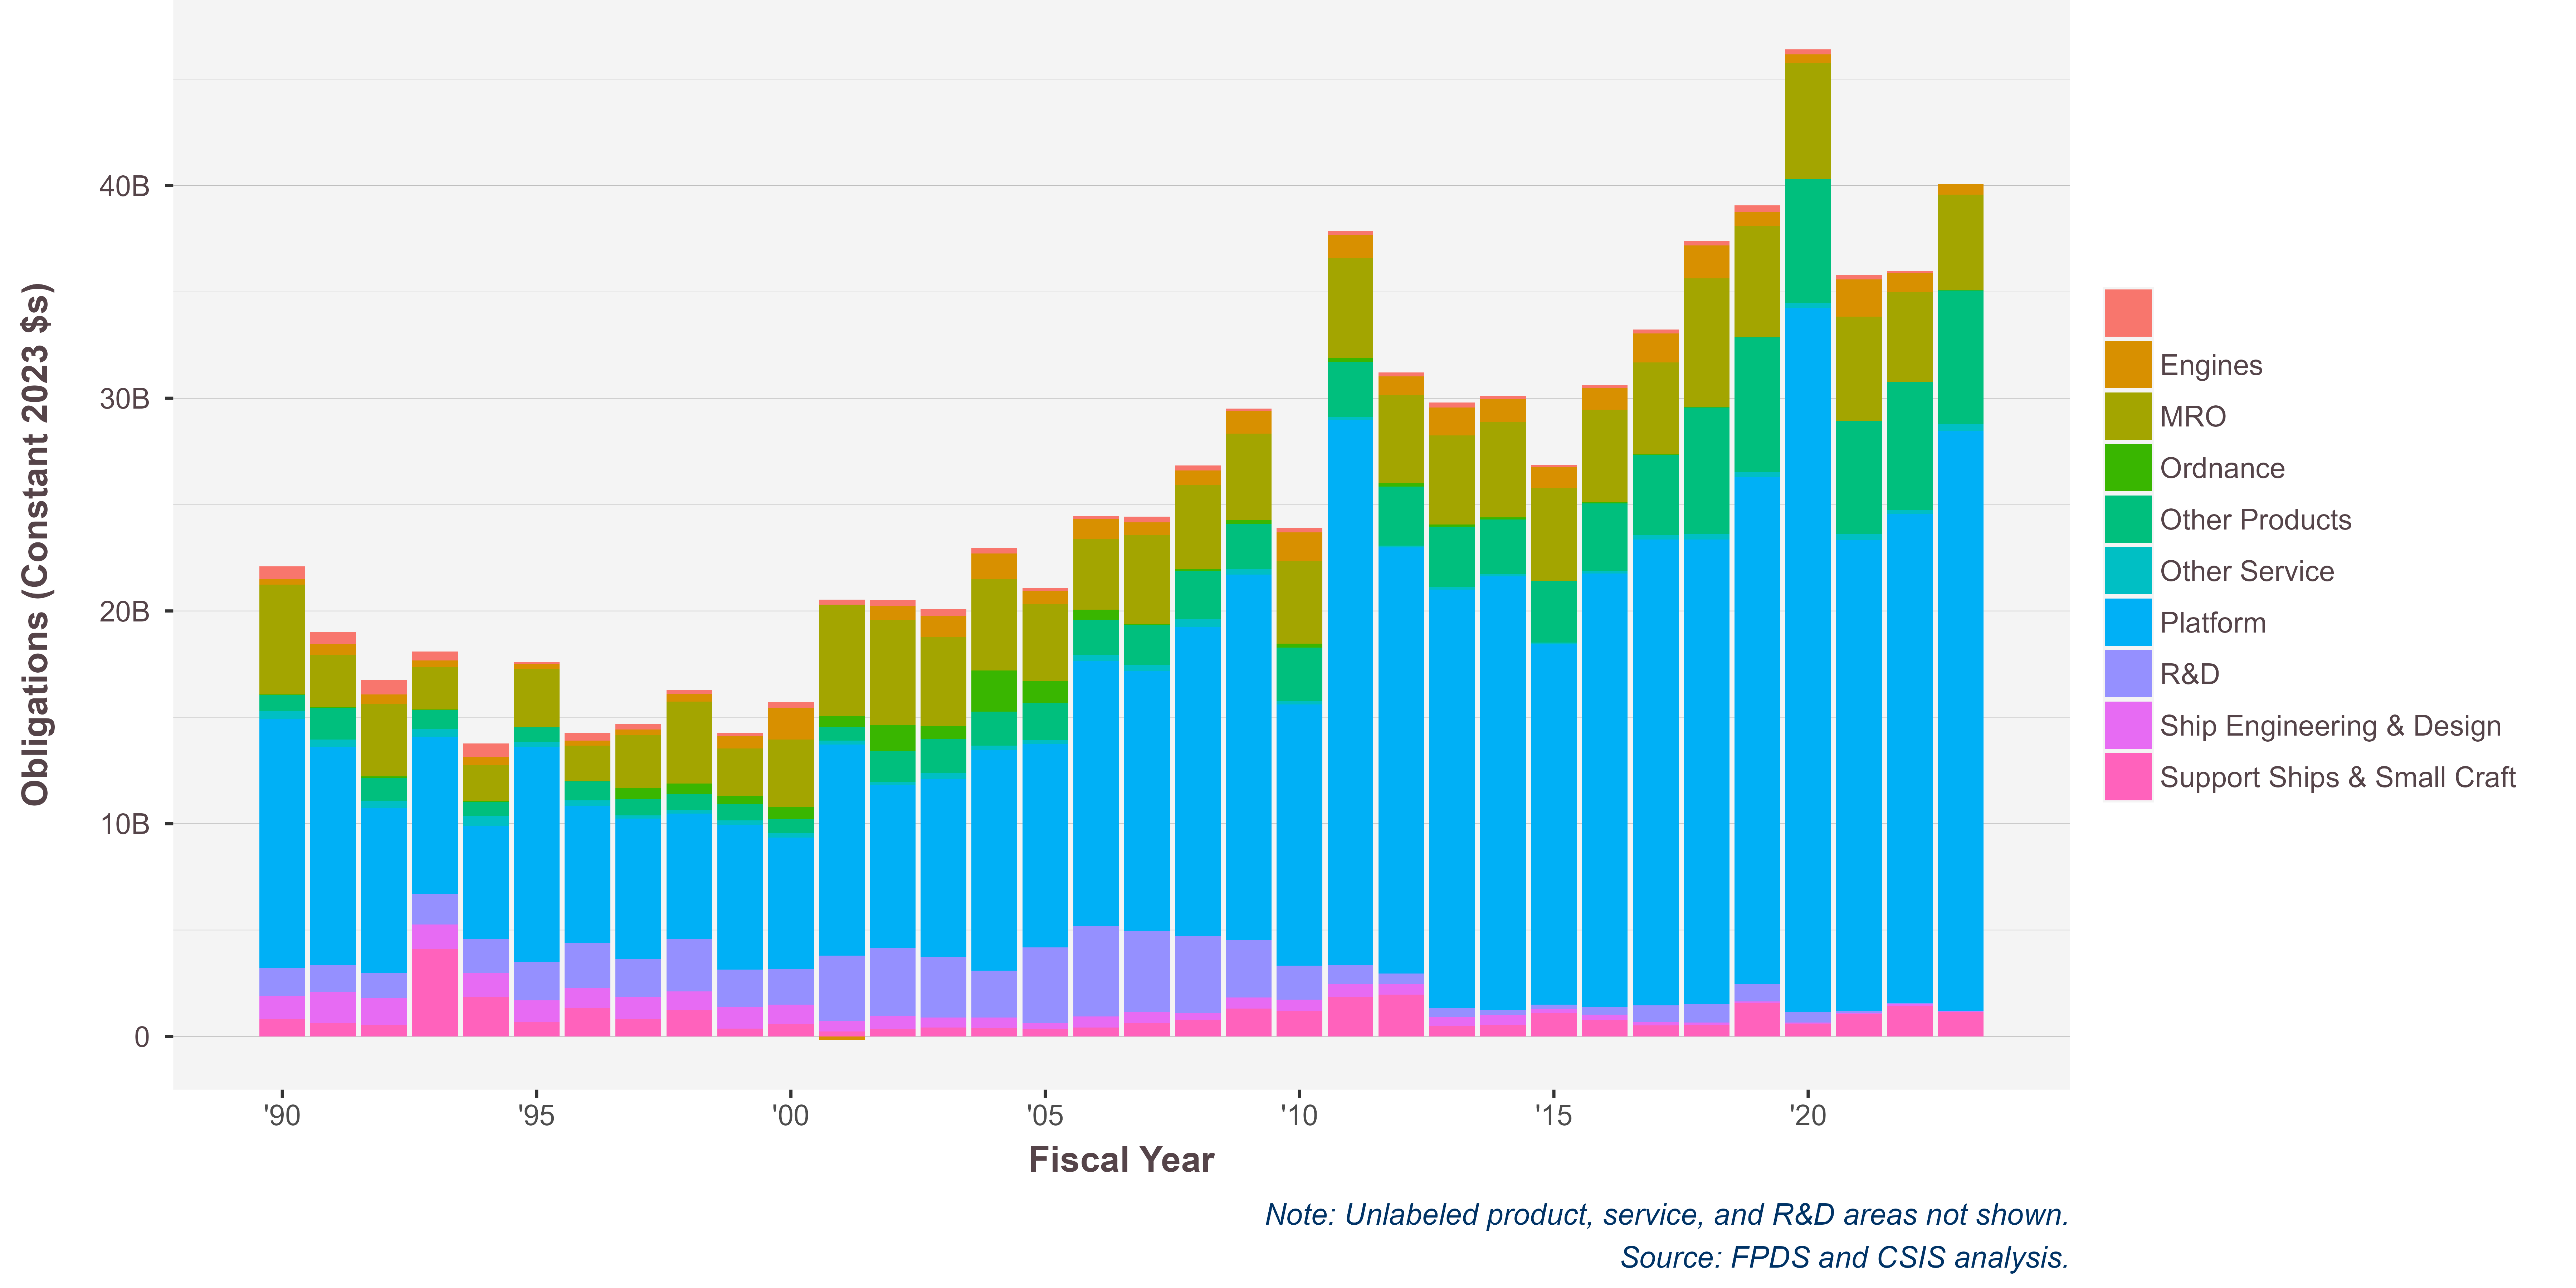 Obligations (Constant 2023 $s)
40B
30B
20B
10B
0
'90
'95
'00
'05
'10
'15
'20
Fiscal Year
Engines
MRO
Ordnance
Other Products
Other Service
Platform
R&D
Ship Engineering & Design
Support Ships & Small Craft
Note: Unlabeled product, service, and R&D areas not shown.
Source: FPDS and CSIS analysis.